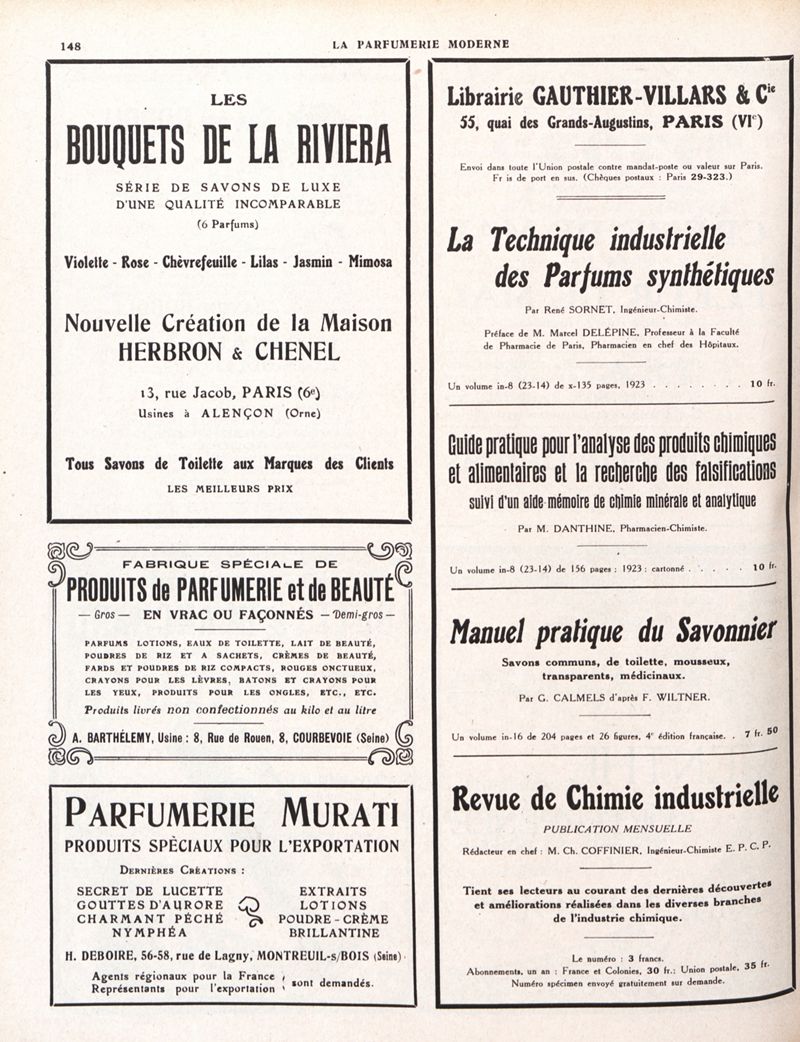 148
LA PARFUMERIE MODERNE
LES
BOUQUETS DE LA RIVIERA
SÉRIE DE SAVONS DE LUXE
D'UNE QUALITÉ INCOMPARABLE
(6 Parfums)
Violette - Rose - Chèvrefeuille - Lilas - Jasmin - Mimosa
Nouvelle Création de la Maison
HERBRON & CHENEL
13, rue Jacob, PARIS (6e)
Usines à ALENÇON (Orne)
Tous Savons de Toilette aux Marques des Clients
LES MEILLEURS PRIX
FABRIQUE SPÉCIALE DE
PRODUITS de PARFUMERIE et de BEAUTÉ
— Gros — EN VRAC OU FAÇONNÉS — Demi-gros —
PARFUMS LOTIONS, EAUX DE TOILETTE, LAIT DE BEAUTÉ,
POUDRES DE RIZ ET A SACHETS, CRÈMES DE BEAUTÉ,
FARDS ET POUDRES DE RIZ COMPACTS, ROUGES ONCTUEUX,
CRAYONS POUR LES LÈVRES, BATONS ET CRAYONS POUR
LES YEUX, PRODUITS POUR LES ONGLES, ETC., ETC.
Produits livrés non confectionnés au kilo et au litre
A. BARTHÉLEMY, Usine : 8, Rue de Rouen, 8, COURBEVOIE (Seine)
PARFUMERIE MURATI
PRODUITS SPÈCIAUX POUR L'EXPORTATION
DERNIÈRES CRÉATIONS :
SECRET DE LUCETTE
GOUTTES D'AURORE
CHARMANT PÉCHÉ
NYMPHÉA
EXTRAITS
LOTIONS
POUDRE - CRÈME
BRILLANTINE
H. DEBOIRE, 56-58, rue de Lagny, MONTREUIL-s/BOIS (Seine)
Agents régionaux pour la France
Représentants pour l'exportation
sont demandés.
Librairie GAUTHIER-VILLARS & Cie
55, quai des Grands-Augustins, PARIS (VIe)
Envoi dans toute l'Union postale contre mandat-poste ou valeur sur Paris.
Fr is de port en sus. (Chèques postaux : Paris 29-323.)
La Technique industrielle
des Parfums synthétiques
Par René SORNET, Ingénieur-Chimiste.
Préface de M. Marcel DELÉPINE, Professeur à la Faculté
de Pharmacie de Paris, Pharmacien en chef des Hôpitaux.
Un volume in-8 (23-14) de x-135 pages, 1923 . . . . . . . . 10 fr.
Guide pratique pour l'analyse des produits chimiques
et alimentaires et la recherche des falsifications
suivi d'un aide mémoire de chimie minérale et analytique
Par M. DANTHINE, Pharmacien-Chimiste.
Un volume in-8 (23-14) de 156 pages ; 1923 ; cartonné . . . . . 10 fr.
Manuel pratique du Savonnier
Savons communs, de toilette, mousseux,
transparents, médicinaux.
Par G. CALMELS d'après F. WILTNER.
Un volume in-16 de 204 pages et 26 figures, 4e édition française. . 7 fr. 50
Revue de Chimie industrielle
PUBLICATION MENSUELLE
Rédacteur en chef : M. Ch. COFFINIER, Ingénieur-Chimiste E. P. C. P.
Tient ses lecteurs au courant des dernières découvertes
et améliorations réalisées dans les diverses branches
de l'industrie chimique.
Le numéro : 3 francs.
Abonnements, un an : France et Colonies, 30 fr.; Union postale, 35 fr.
Numéro spécimen envoyé gratuitement sur demande.